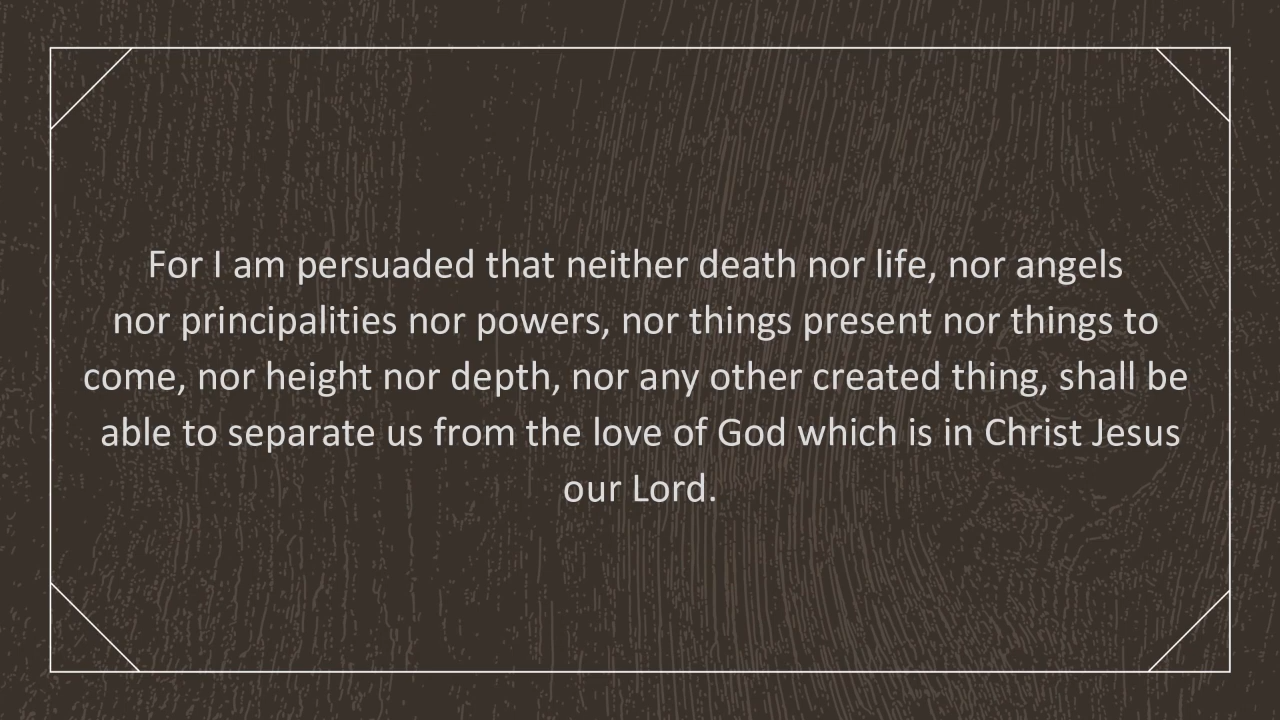 For I am persuaded that neither death nor life, nor angels
nor principalities nor powers, nor things present nor things to
come, nor height nor depth, nor any other created thing, shall be
able to separate us from the love of God which is in Christ Jesus
our Lord.